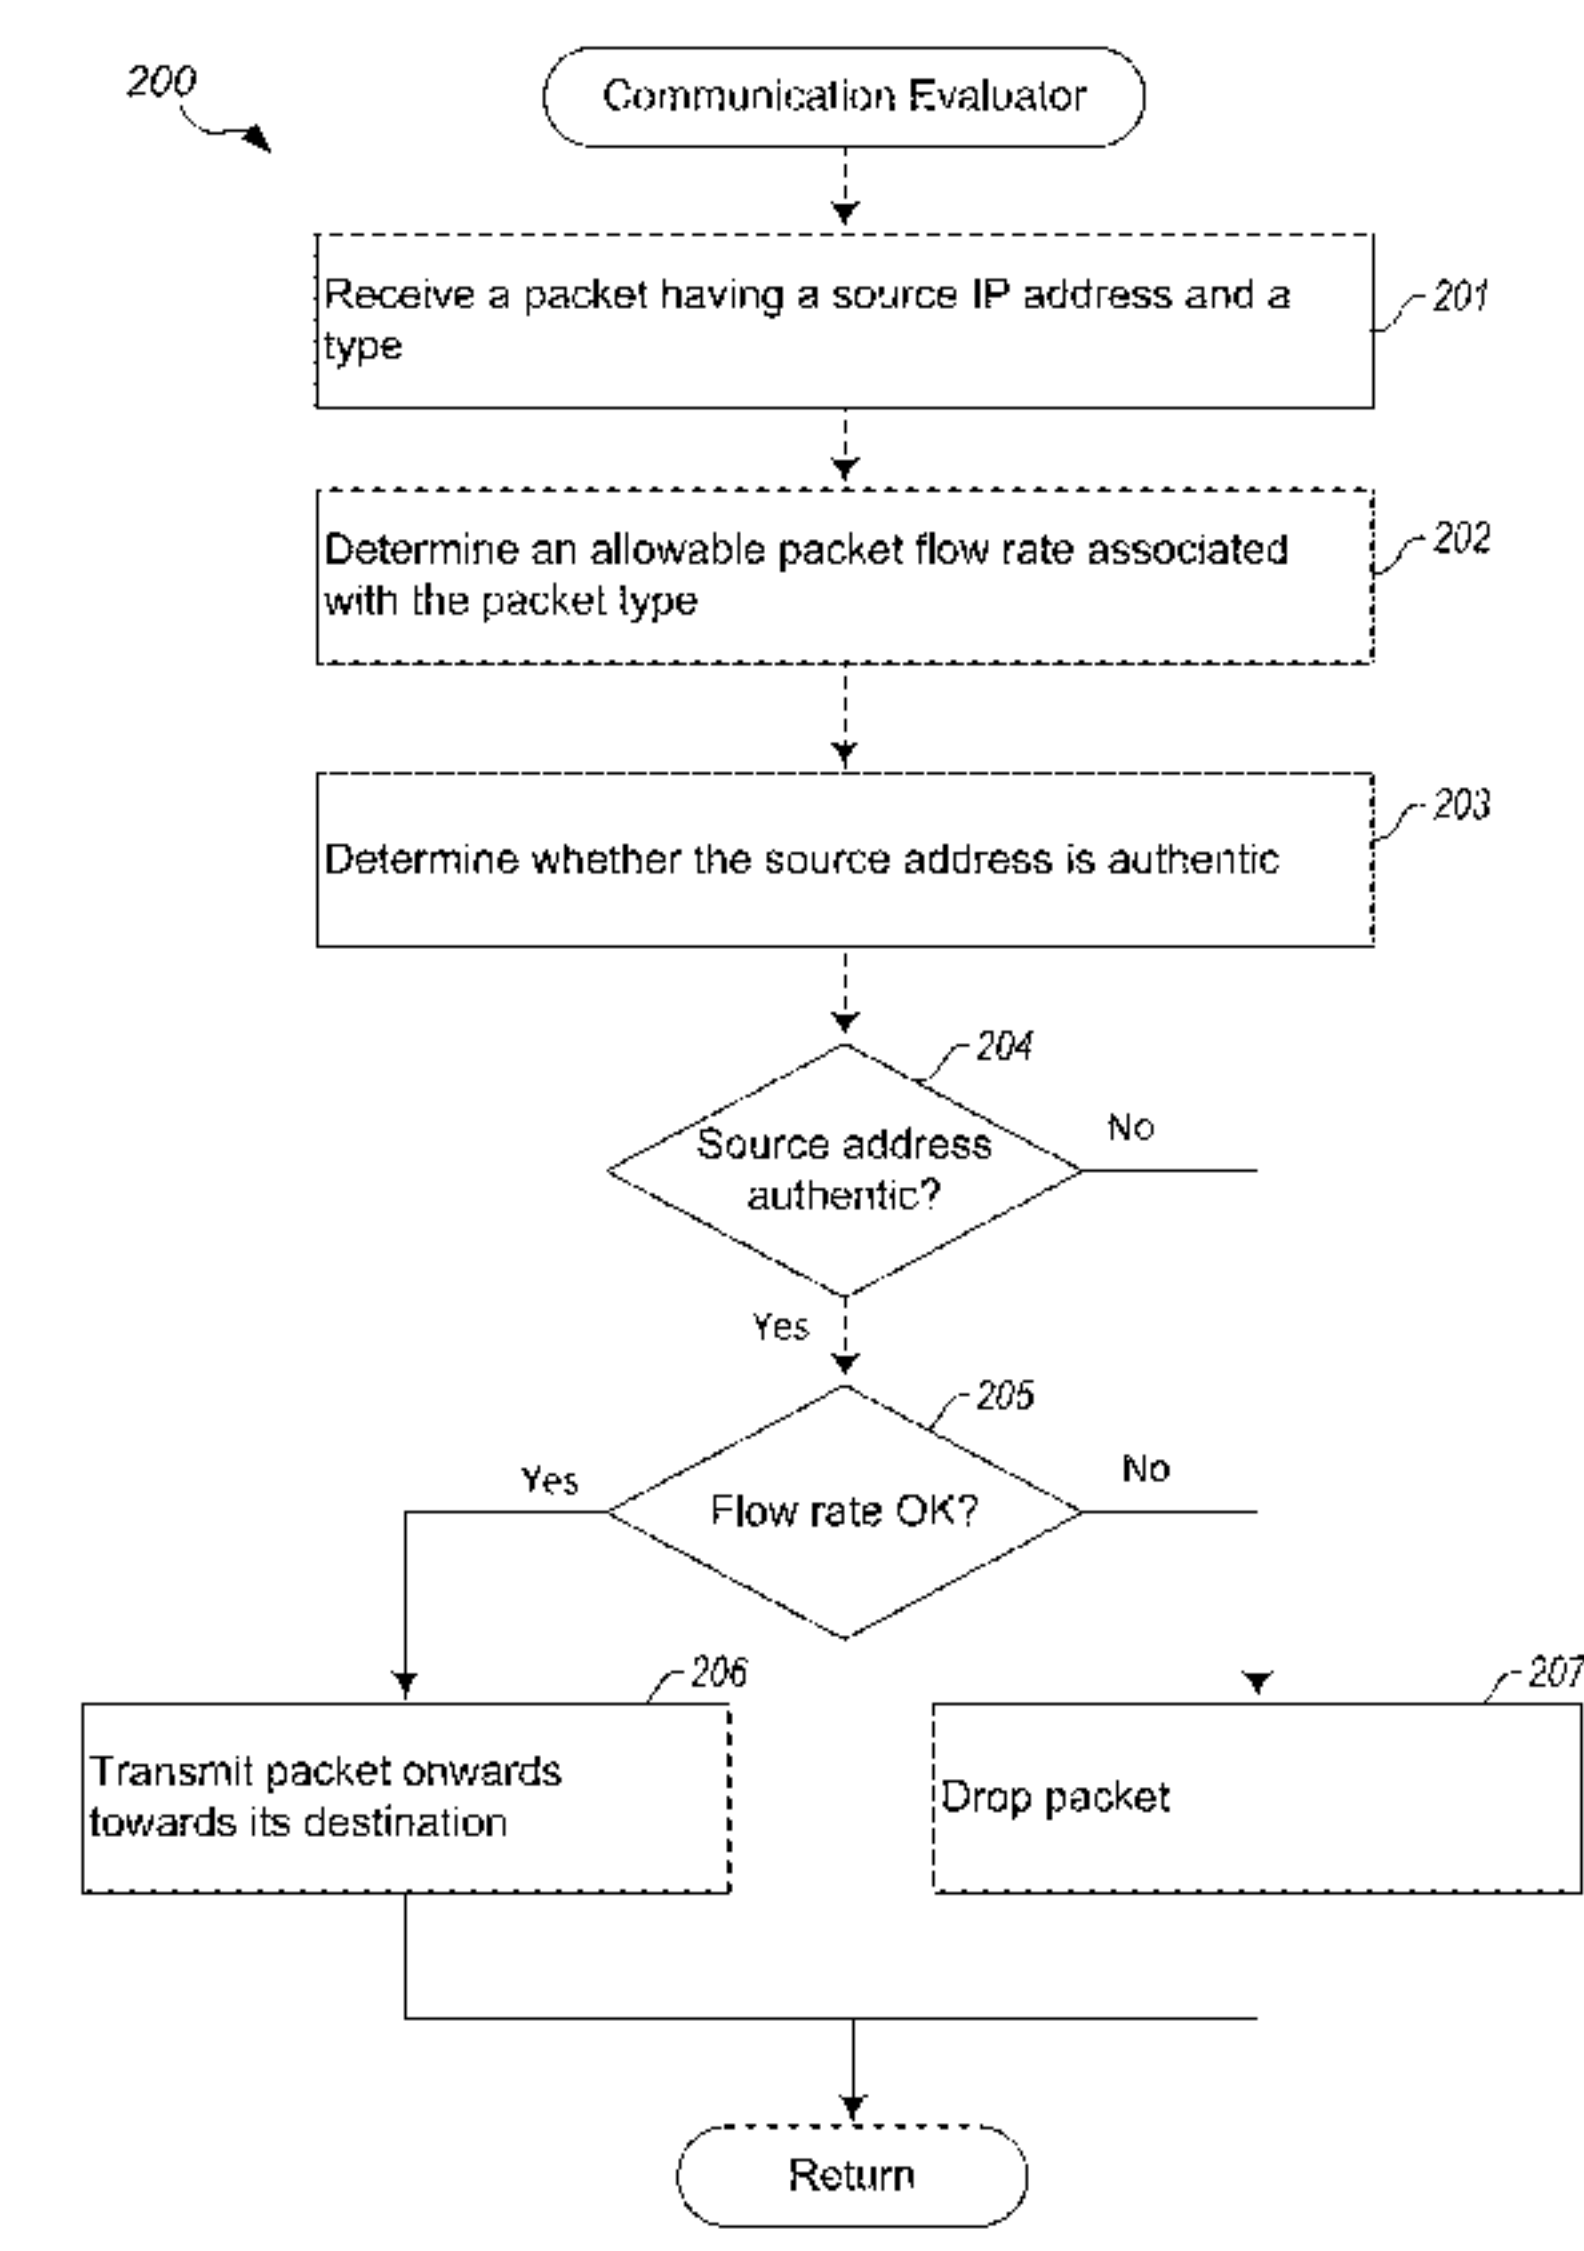 200
Communication Evaluator
Receive a packet having a source IP address and a
type
201
Determine an allowable packet flow rate associated
with the packet type
202
Determine whether the source address is authentic
203
204
Source address
authentic?
No
Yes
205
Flow rate OK?
Yes
No
206
Transmit packet onwards
towards its destination
207
Drop packet
Return